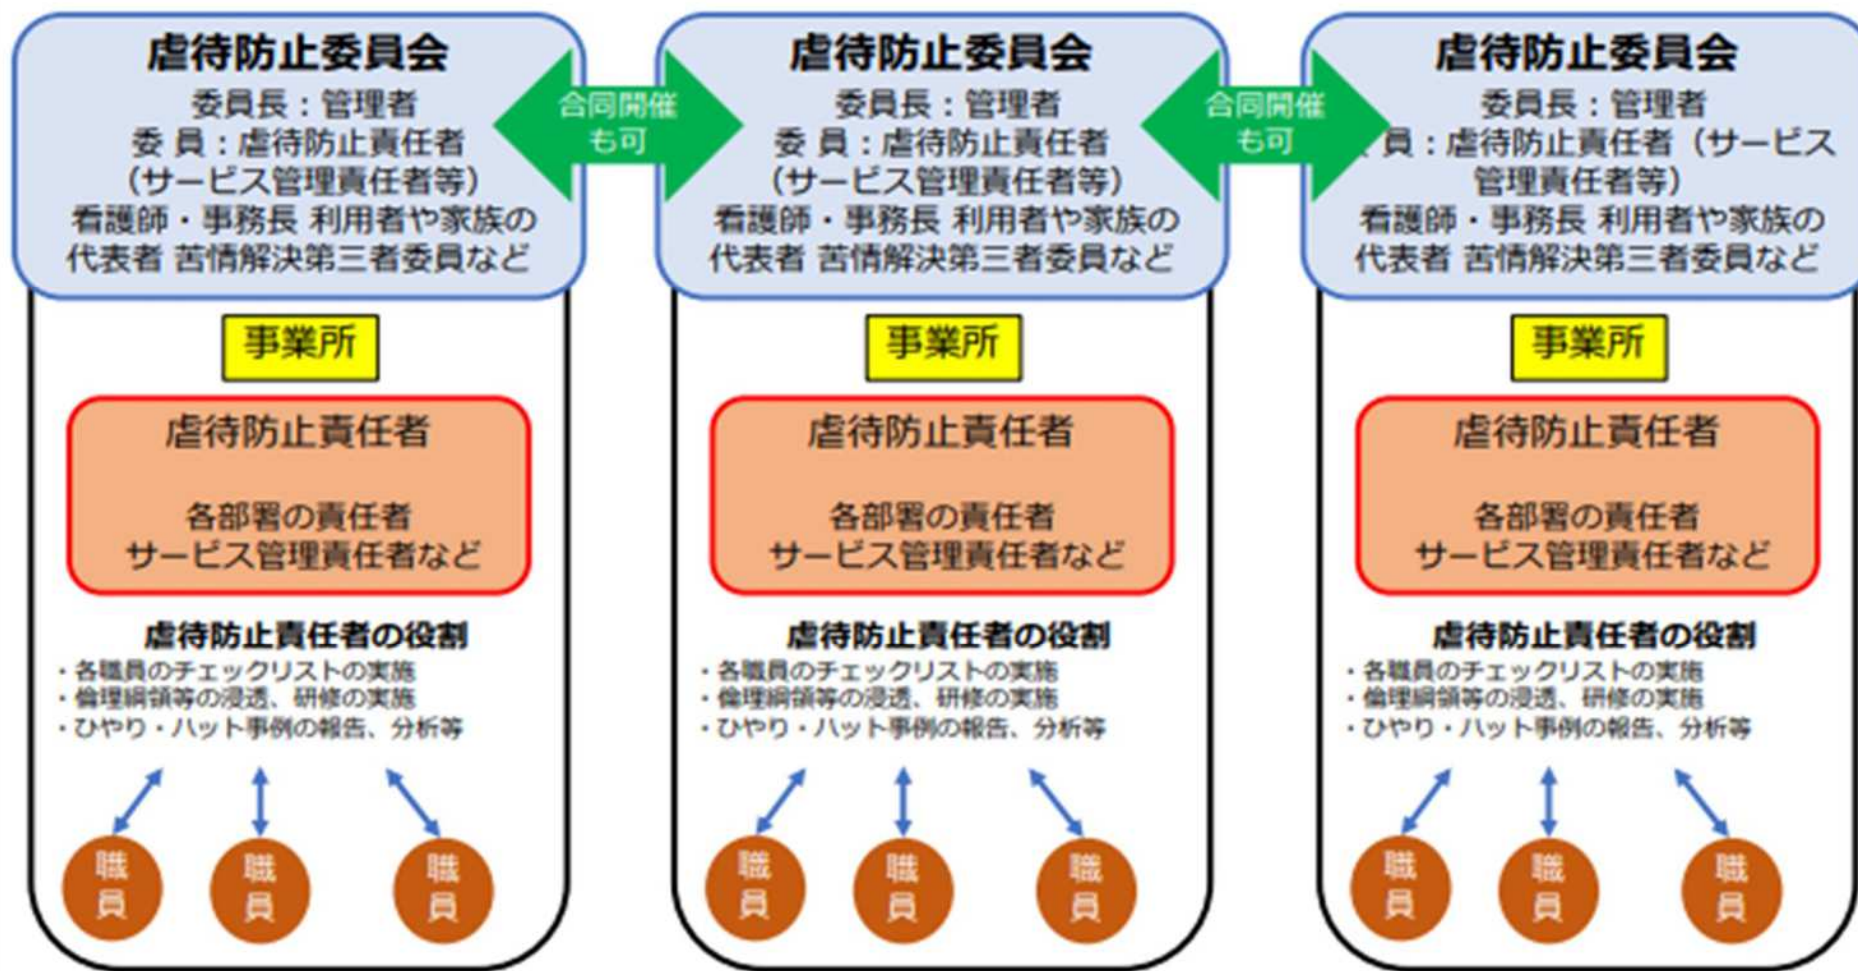 虐待防止委員会
委員長：管理者
委 員：虐待防止責任者
（サービス管理責任者等）
看護師・事務長 利用者や家族の
代表者 苦情解決第三者委員など
合同開催
も可
虐待防止委員会
委員長：管理者
委 員：虐待防止責任者
（サービス管理責任者等）
看護師・事務長 利用者や家族の
代表者 苦情解決第三者委員など
合同開催
も可
虐待防止委員会
委員長：管理者
員：虐待防止責任者（サービス
管理責任者等）
看護師・事務長 利用者や家族の
代表者 苦情解決第三者委員など
事業所
虐待防止責任者
各部署の責任者
サービス管理責任者など
虐待防止責任者の役割
・各職員のチェックリストの実施
・倫理綱領等の浸透、研修の実施
・ひやり・ハット事例の報告、分析等
職員
職員
職員
事業所
虐待防止責任者
各部署の責任者
サービス管理責任者など
虐待防止責任者の役割
・各職員のチェックリストの実施
・倫理綱領等の浸透、研修の実施
・ひやり・ハット事例の報告、分析等
職員
職員
職員
事業所
虐待防止責任者
各部署の責任者
サービス管理責任者など
虐待防止責任者の役割
・各職員のチェックリストの実施
・倫理綱領等の浸透、研修の実施
・ひやり・ハット事例の報告、分析等
職員
職員
職員